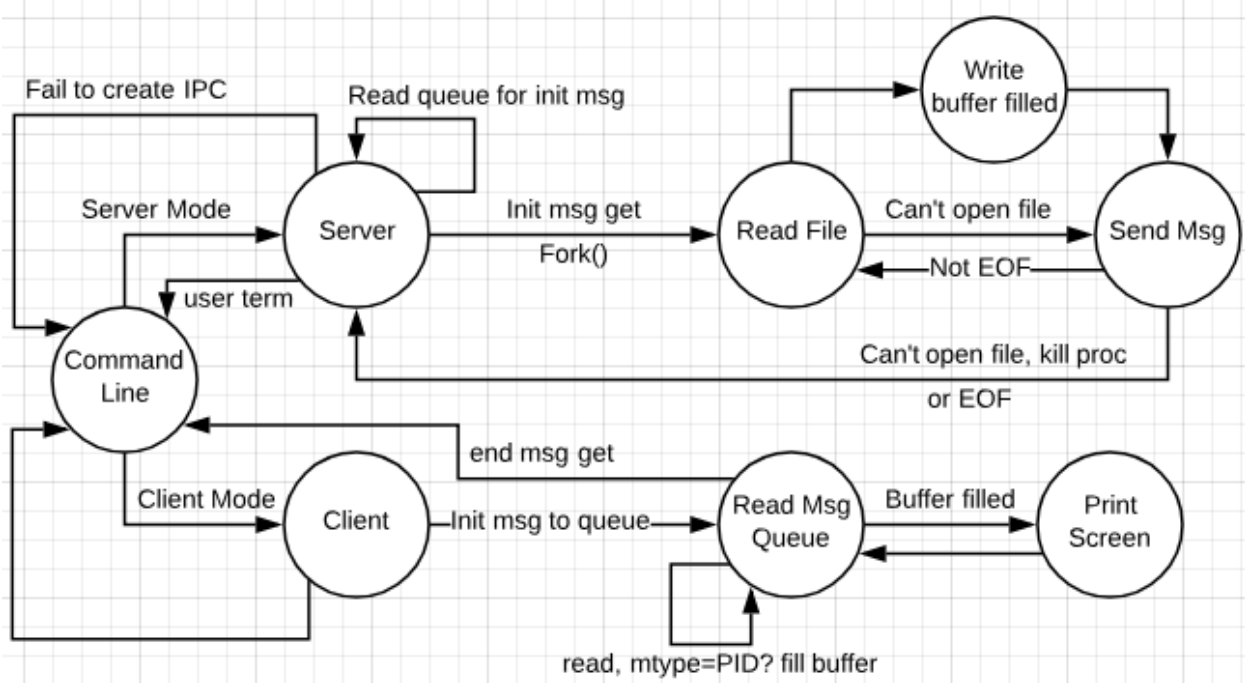 Write
buffer filled
Fail to create IPC
Read queue for init msg
Server Mode
Server
Init msg get
Fork()
Read File
Can't open file
Send Msg
Not EOF
user term
Command
Line
Can't open file, kill proc
or EOF
end msg get
Client Mode
Client
Init msg to queue
Read Msg
Queue
Buffer filled
Print
Screen
read, mtype=PID? fill buffer